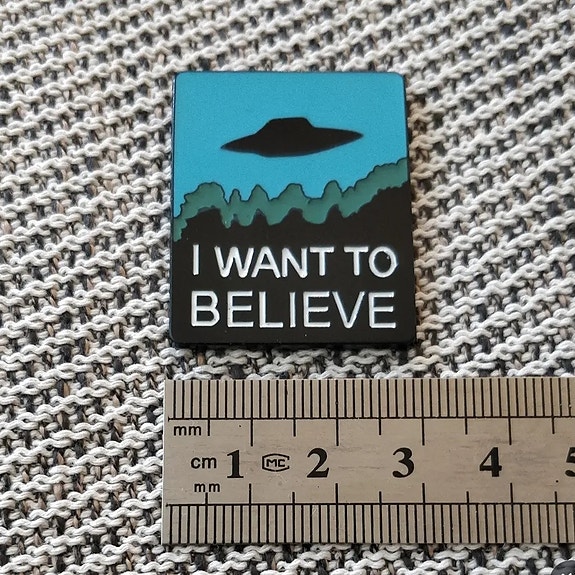 I WANT TO
BELIEVE
mm
cm 1 MC 2 3 4 5
mm